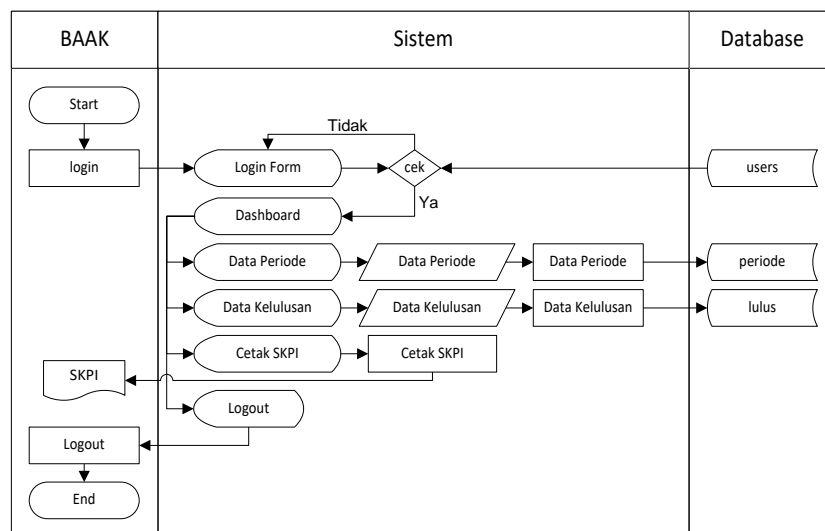 BAAK
Sistem
Database
Start
Tidak
login
Login Form
cek
users
Ya
Dashboard
Data Periode
Data Periode
Data Periode
periode
Data Kelulusan
Data Kelulusan
Data Kelulusan
lulus
Cetak SKPI
Cetak SKPI
SKPI
Logout
Logout
End